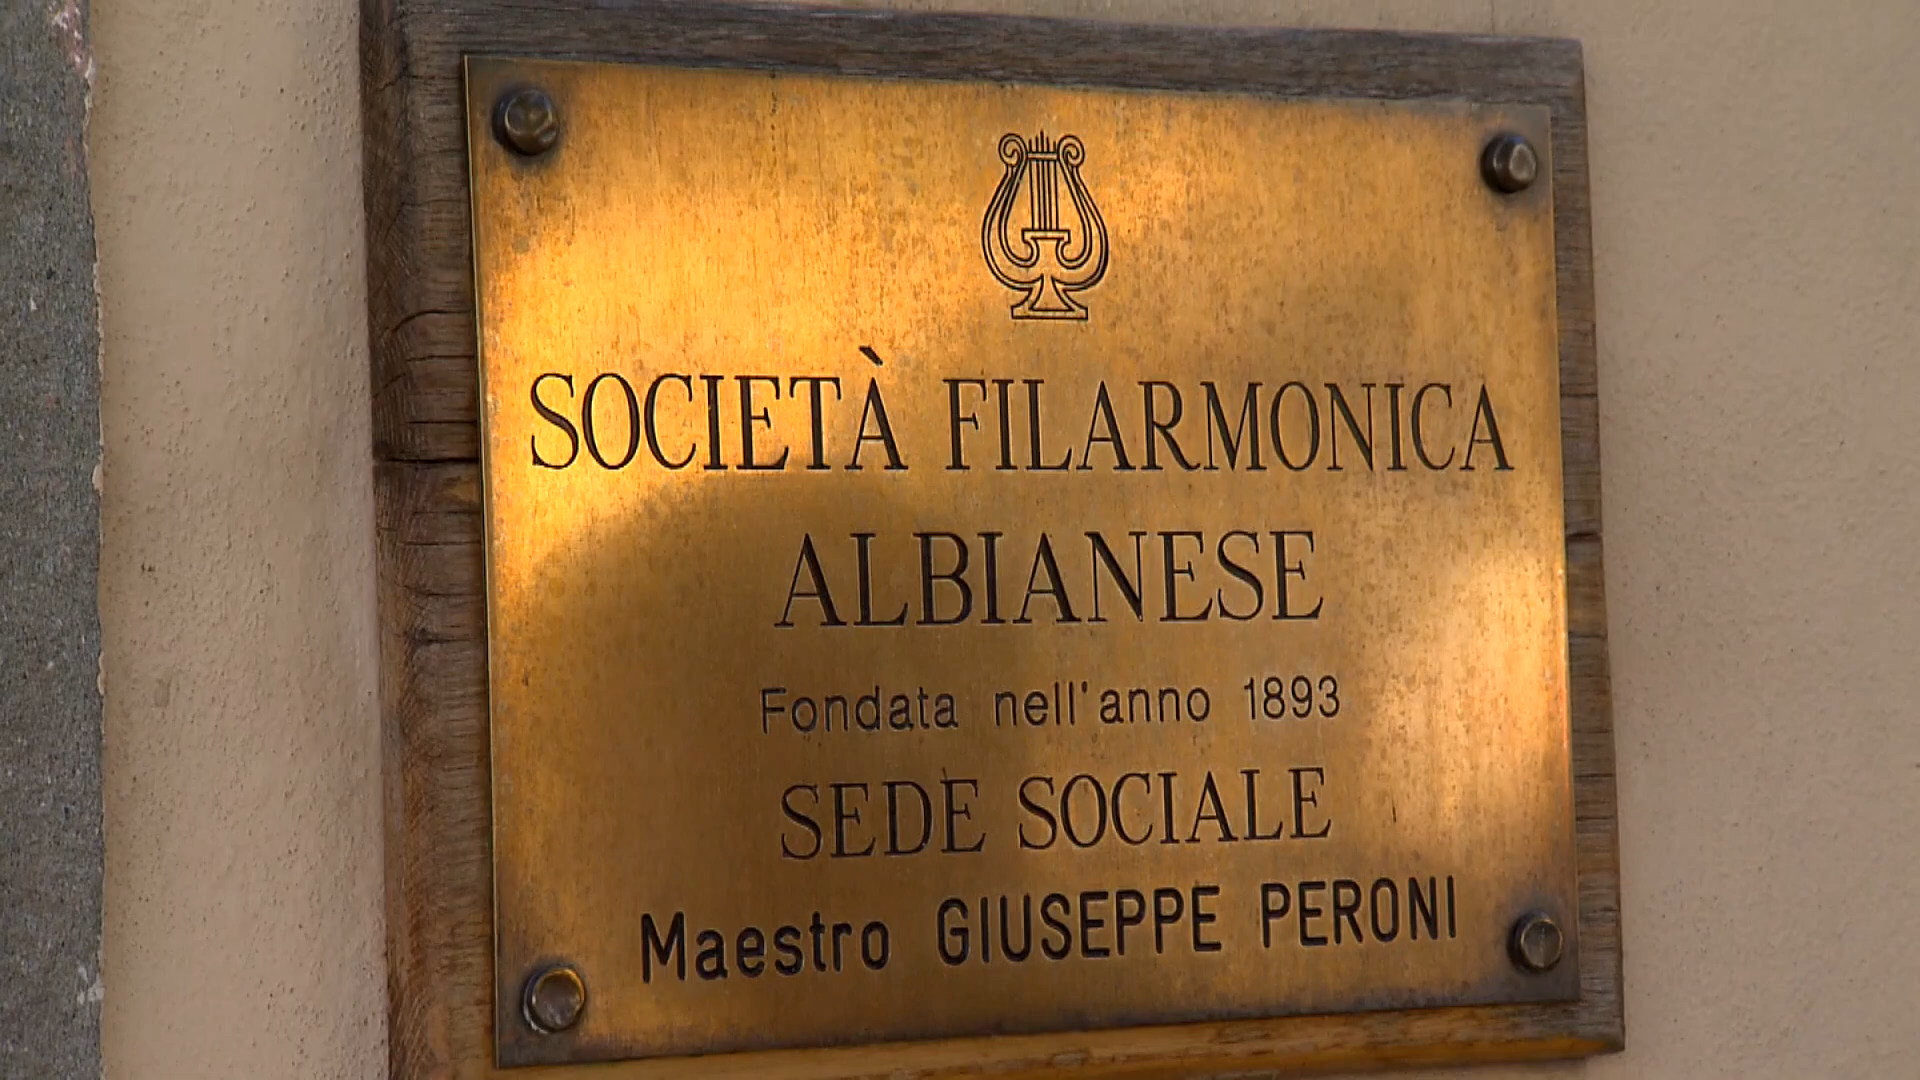 SOCIETÀ FILARMONICA
ALBIANESE
Fondata nell'anno 1893
SEDE SOCIALE
Maestro GIUSEPPE PERONI